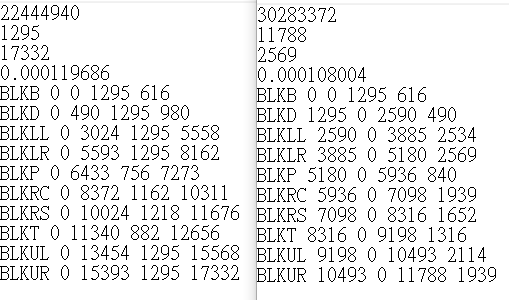 22444940
1295
17332
0.000119686
BLKB 0 0 1295 616
BLKD 0 490 1295 980
BLKLL 0 3024 1295 5558
BLKLR 0 5593 1295 8162
BLKP 0 6433 756 7273
BLKRC 0 8372 1162 10311
BLKRS 0 10024 1218 11676
BLKT 0 11340 882 12656
BLKUL 0 13454 1295 15568
BLKUR 0 15393 1295 17332
30283372
11788
2569
0.000108004
BLKB 0 0 1295 616
BLKD 1295 0 2590 490
BLKLL 2590 0 3885 2534
BLKLR 3885 0 5180 2569
BLKP 5180 0 5936 840
BLKRC 5936 0 7098 1939
BLKRS 7098 0 8316 1652
BLKT 8316 0 9198 1316
BLKUL 9198 0 10493 2114
BLKUR 10493 0 11788 1939